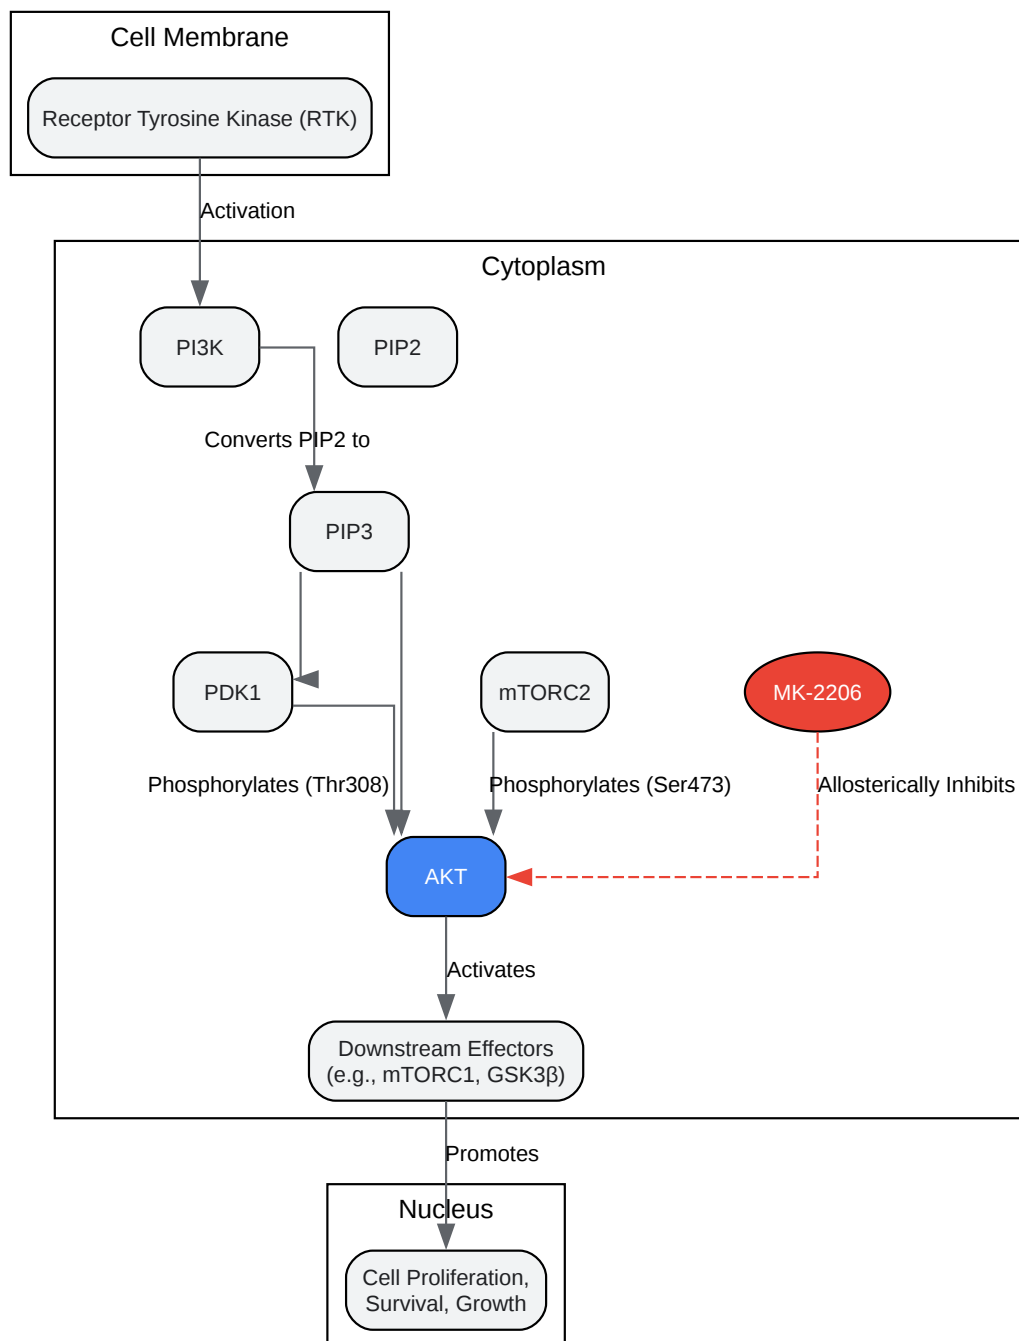 Cell Membrane
Receptor Tyrosine Kinase (RTK)
Activation
Cytoplasm
PI3K
PIP2
Converts PIP2 to
PIP3
PDK1
mTORC2
MK-2206
Phosphorylates (Thr308)
Phosphorylates (Ser473)
Allosterically Inhibits
AKT
Activates
Downstream Effectors
(e.g., mTORC1, GSK3β)
Promotes
Nucleus
Cell Proliferation,
Survival, Growth